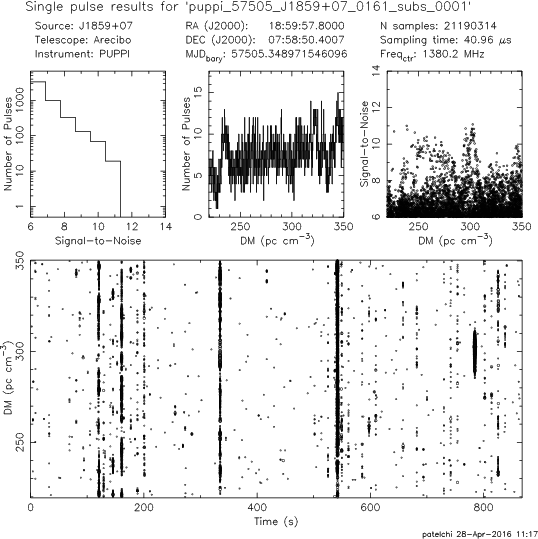 Single pulse results for 'puppi_57505_J1859+07_0161_subs_0001'
Source: J1859+07
RA (J2000): 18:59:57.8000
N samples: 21190314
Telescope: Arecibo
DEC (J2000): 07:58:50.4007
Sampling time: 40.96 μs
Instrument: PUPPI
MJDbary: 57505.348971546096
Freqctr: 1380.2 MHz
Number of Pulses
1 10 100 1000
6 8 10 12 14
Signal-to-Noise
Number of Pulses
0 5 10 15
250 300 350
DM (pc cm-3)
Signal-to-Noise
6 8 10 12 14
250 300 350
DM (pc cm-3)
DM (pc cm-3)
250 300 350
0 200 400 600 800
Time (s)
patelchi 28-Apr-2016 11:17